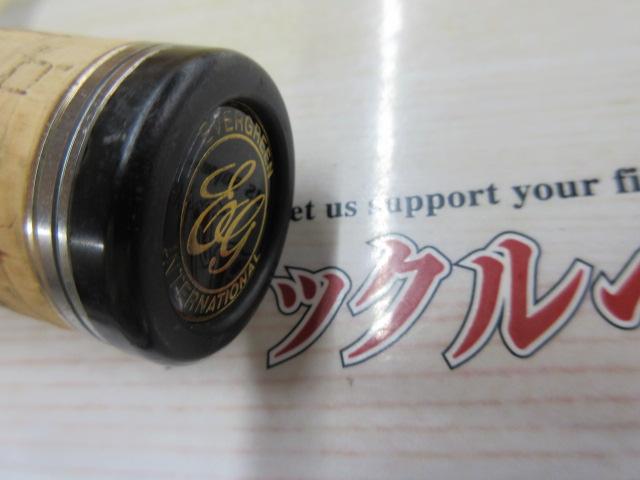 EVERGREEN
EG
INTERNATIONAL
et us support your fi
ックル